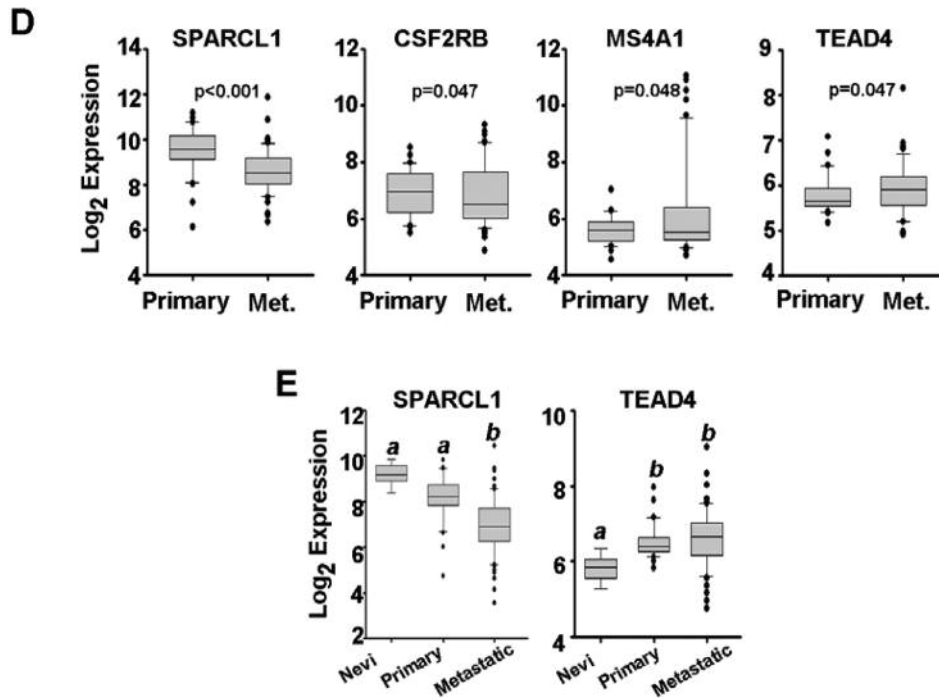 D
SPARCL1 CSF2RB MS4A1 TEAD4
Log2 Expression
14
12
10
8
6
4
p<0.001
Primary Met.
12
10
8
6
4
p=0.047
Primary Met.
12
10
8
6
4
p=0.048
Primary Met.
9
8
7
6
5
4
p=0.047
Primary Met.
E
SPARCL1 TEAD4
Log2 Expression
12
10
8
6
4
2
a a b
Nevi Primary Metastatic
10
8
6
4
a b b
Nevi Primary Metastatic